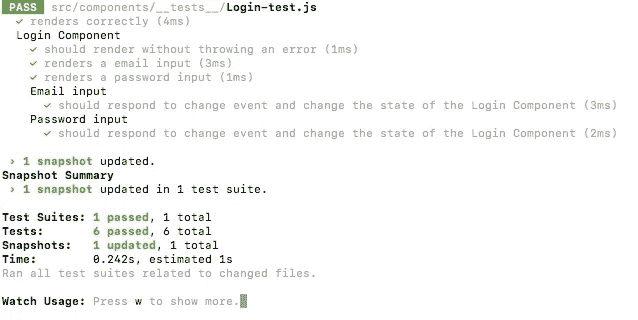 PASS src/components/__tests__/Login-test.js
✓ renders correctly (4ms)
Login Component
✓ should render without throwing an error (1ms)
✓ renders a email input (3ms)
✓ renders a password input (1ms)
Email input
✓ should respond to change event and change the state of the Login Component (3ms)
Password input
✓ should respond to change event and change the state of the Login Component (2ms)
› 1 snapshot updated.
Snapshot Summary
› 1 snapshot updated in 1 test suite.
Test Suites: 1 passed, 1 total
Tests: 6 passed, 6 total
Snapshots: 1 updated, 1 total
Time: 0.242s, estimated 1s
Ran all test suites related to changed files.
Watch Usage: Press w to show more.